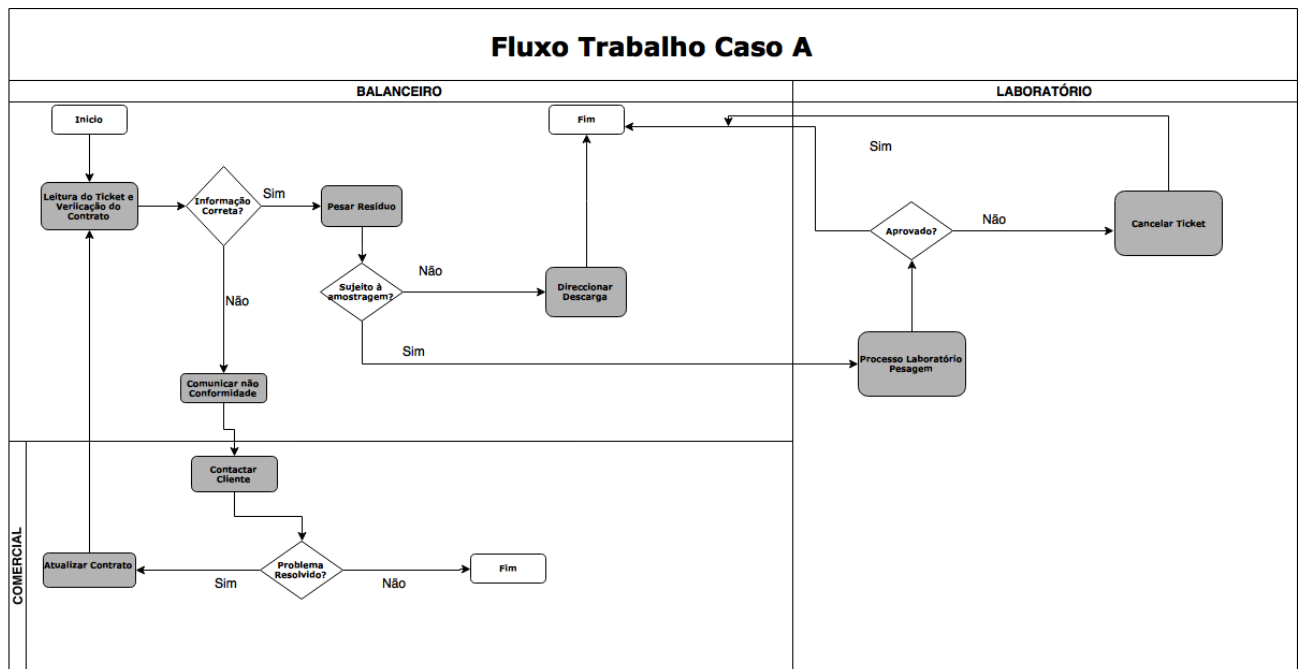 Fluxo Trabalho Caso A
BALANCEIRO
LABORATÓRIO
Inicio
Fim
Sim
Leitura do Ticket e
Veriicação do
Contrato
Informação
Correta?
Sim
Pesar Resíduo
Aprovado?
Não
Cancelar Ticket
Não
Sujeito à
amostragem?
Não
Direccionar
Descarga
Sim
Processo Laboratório
Pesagem
Comunicar não
Conformidade
COMERCIAL
Contactar
Cliente
Atualizar Contrato
Sim
Problema
Resolvido?
Não
Fim